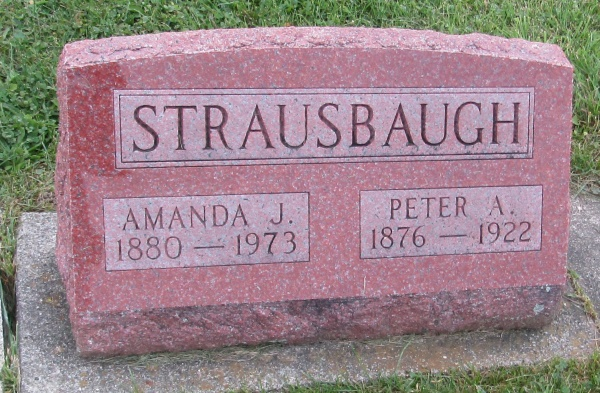 STRAUSBAUGH
AMANDA J.
1880 — 1973
PETER A.
1876 — 1922